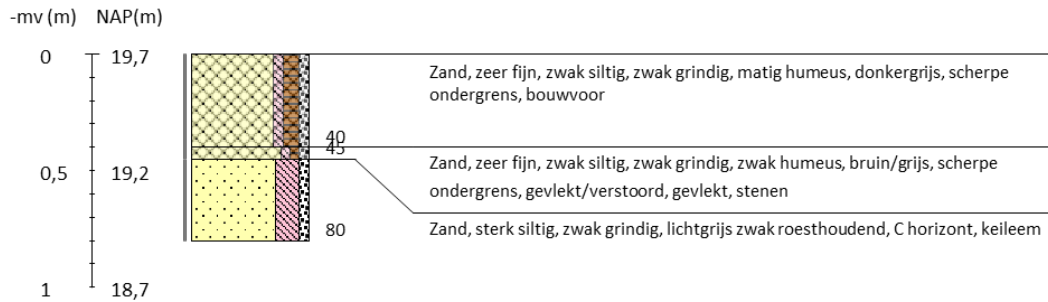 -mv (m) NAP(m)
0 19,7
Zand, zeer fijn, zwak siltig, zwak grindig, matig humeus, donkergrijs, scherpe
ondergrens, bouwvoor
40
45
Zand, zeer fijn, zwak siltig, zwak grindig, zwak humeus, bruin/grijs, scherpe
0,5 19,2
ondergrens, gevlekt/verstoord, gevlekt, stenen
80 Zand, sterk siltig, zwak grindig, lichtgrijs zwak roesthoudend, C horizont, keileem
1 18,7